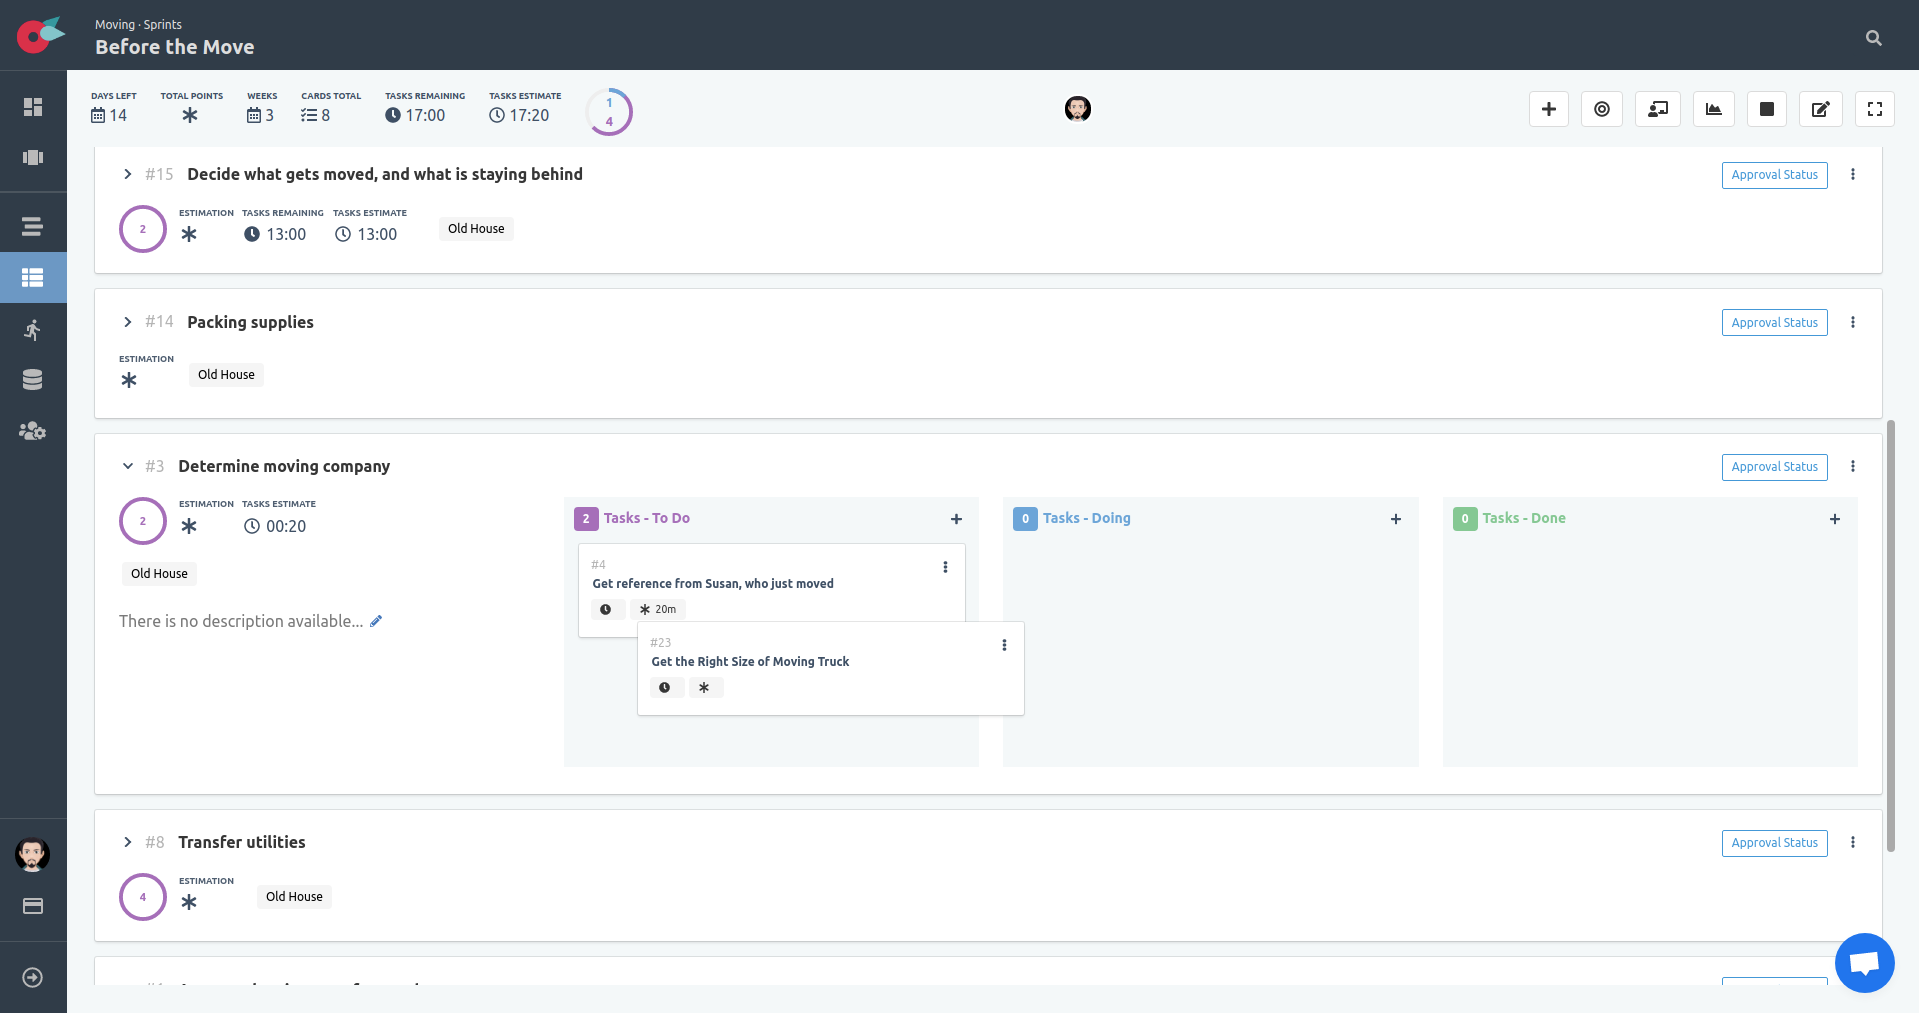 Moving · Sprints
Before the Move
DAYS LEFT
14
TOTAL POINTS
WEEKS
3
CARDS TOTAL
8
TASKS REMAINING
17:00
TASKS ESTIMATE
17:20
1
4
#15 Decide what gets moved, and what is staying behind
Approval Status
2
ESTIMATION
TASKS REMAINING
13:00
TASKS ESTIMATE
13:00
Old House
#14 Packing supplies
Approval Status
ESTIMATION
Old House
#3 Determine moving company
Approval Status
2
ESTIMATION
TASKS ESTIMATE
00:20
Old House
There is no description available...
2 Tasks - To Do
#4
Get reference from Susan, who just moved
20m
#23
Get the Right Size of Moving Truck
0 Tasks - Doing
0 Tasks - Done
#8 Transfer utilities
Approval Status
4
ESTIMATION
Old House